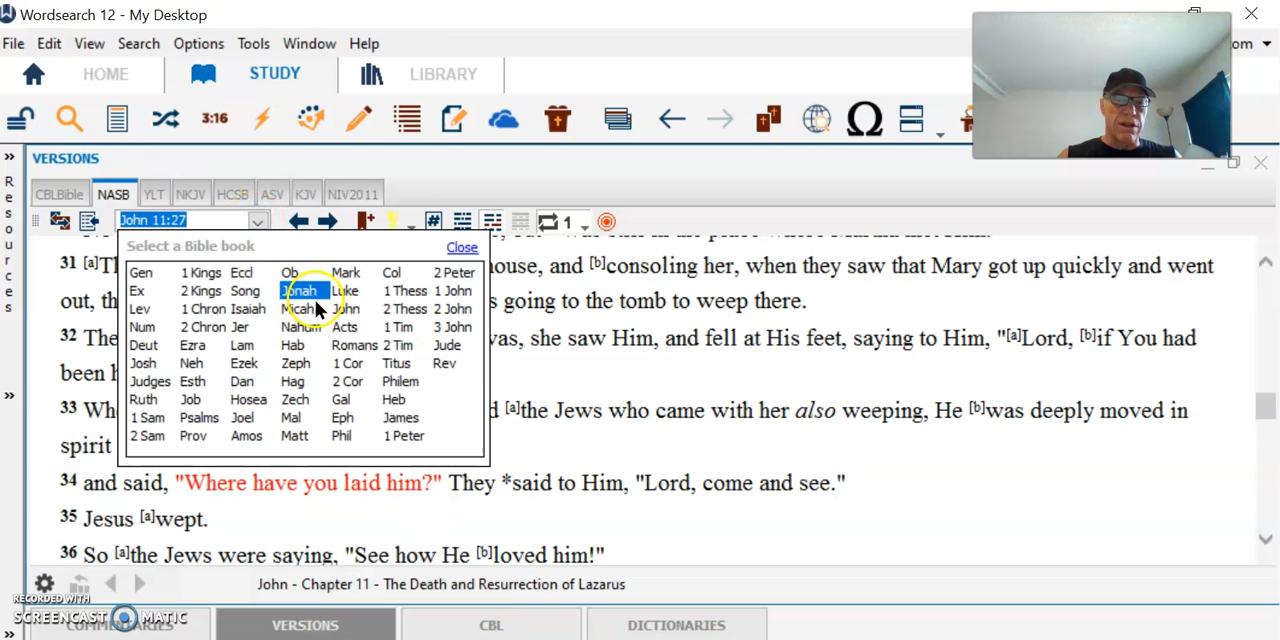 Wordsearch 12 - My Desktop
File Edit View Search Options Tools Window Help
om
HOME STUDY LIBRARY
3:16 Ω
VERSIONS
Resources
CBLBible NASB YLT NKJV HCSB ASV KJV NIV2011
John 11:27 # 1
Select a Bible book Close
Gen 1 Kings Eccl Ob Mark Col 2 Peter
Ex 2 Kings Song Jonah Luke 1 Thess 1 John
Lev 1 Chron Isaiah Micah John 2 Thess 2 John
Num 2 Chron Jer Nahum Acts 1 Tim 3 John
Deut Ezra Lam Hab Romans 2 Tim Jude
Josh Neh Ezek Zeph 1 Cor Titus Rev
Judges Esth Dan Hag 2 Cor Philem
Ruth Job Hosea Zech Gal Heb
1 Sam Psalms Joel Mal Eph James
2 Sam Prov Amos Matt Phil 1 Peter
31 [a]Th house, and [b]consoling her, when they saw that Mary got up quickly and went
out, th s going to the tomb to weep there.
32 The was, she saw Him, and fell at His feet, saying to Him, "[a]Lord, [b]if You had
been h
33 Wh d [a]the Jews who came with her also weeping, He [b]was deeply moved in
spirit
34 and said, "Where have you laid him?" They *said to Him, "Lord, come and see."
35 Jesus [a]wept.
36 So [a]the Jews were saying, "See how He [b]loved him!"
John - Chapter 11 - The Death and Resurrection of Lazarus
RECORDED WITH
SCREENCAST MATIC
COMMENTARIES VERSIONS CBL DICTIONARIES